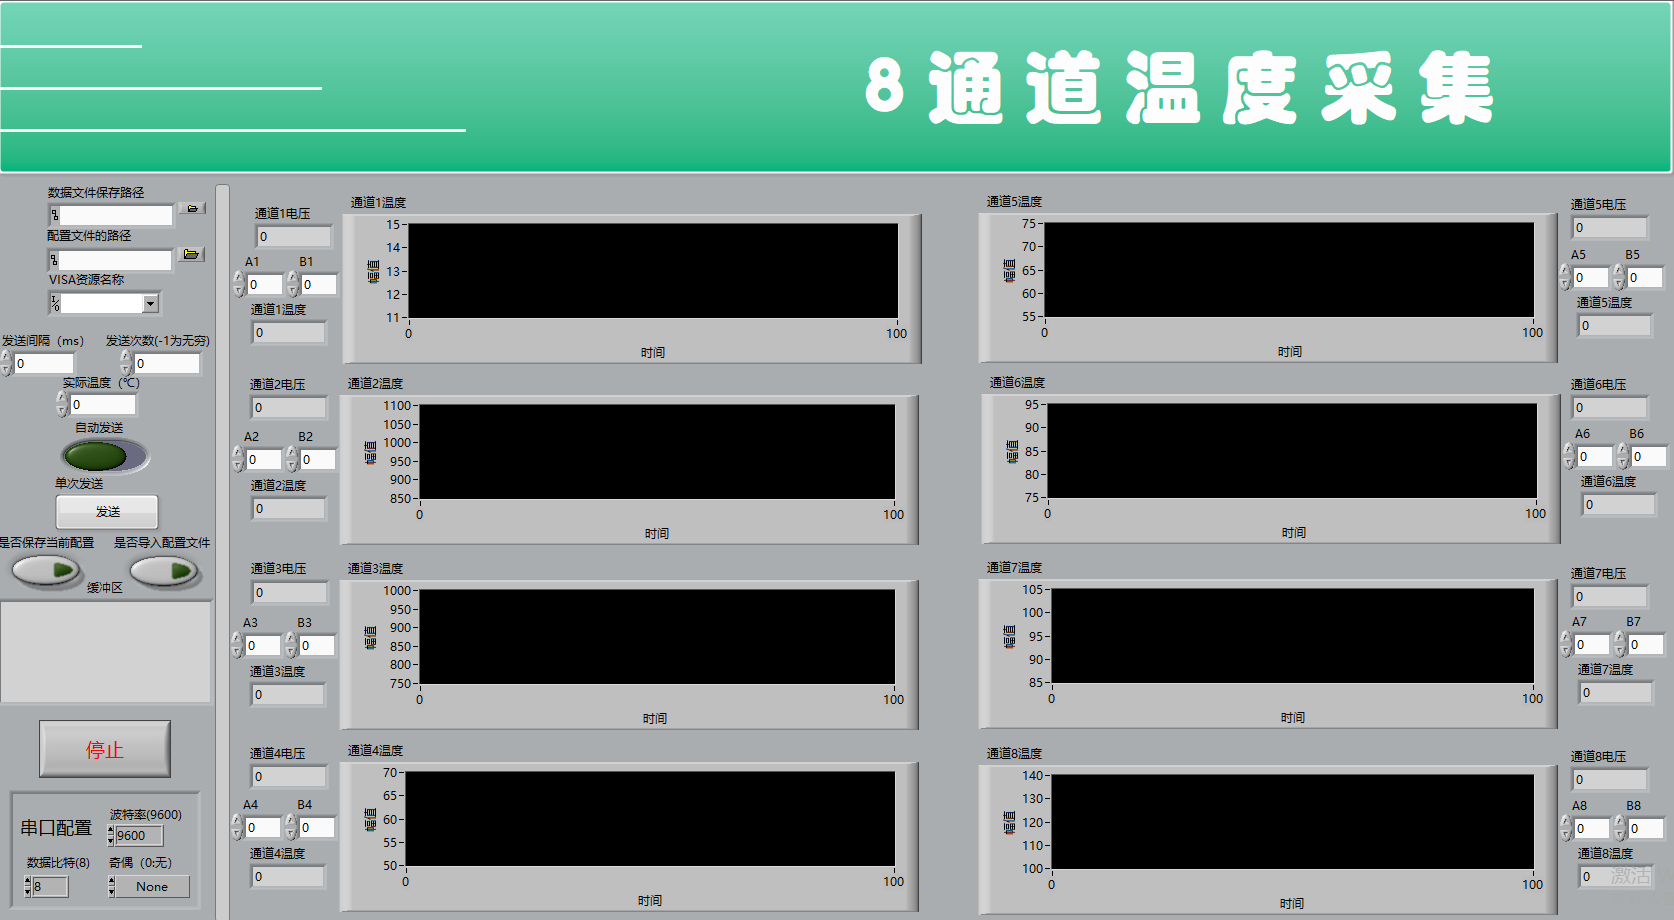 8通道温度采集
数据文件保存路径
配置文件的路径
VISA资源名称
发送间隔（ms） 发送次数(-1为无穷)
0 0
实际温度（℃）
0
自动发送
单次发送
发送
是否保存当前配置 是否导入配置文件
缓冲区
停止
串口配置
波特率(9600)
9600
数据比特(8) 奇偶（0:无）
8 None
通道1电压
0
A1 B1
0 0
通道1温度
0
通道1温度
幅值
15
14
13
12
11
0 100
时间
通道2电压
0
A2 B2
0 0
通道2温度
0
通道2温度
幅值
1100
1050
1000
950
900
850
0 100
时间
通道3电压
0
A3 B3
0 0
通道3温度
0
通道3温度
幅值
1000
950
900
850
800
750
0 100
时间
通道4电压
0
A4 B4
0 0
通道4温度
0
通道4温度
幅值
70
65
60
55
50
0 100
时间
通道5温度
幅值
75
70
65
60
55
0 100
时间
通道5电压
0
A5 B5
0 0
通道5温度
0
通道6温度
幅值
95
90
85
80
75
0 100
时间
通道6电压
0
A6 B6
0 0
通道6温度
0
通道7温度
幅值
105
100
95
90
85
0 100
时间
通道7电压
0
A7 B7
0 0
通道7温度
0
通道8温度
幅值
140
130
120
110
100
0 100
时间
通道8电压
0
A8 B8
0 0
通道8温度
0
激活